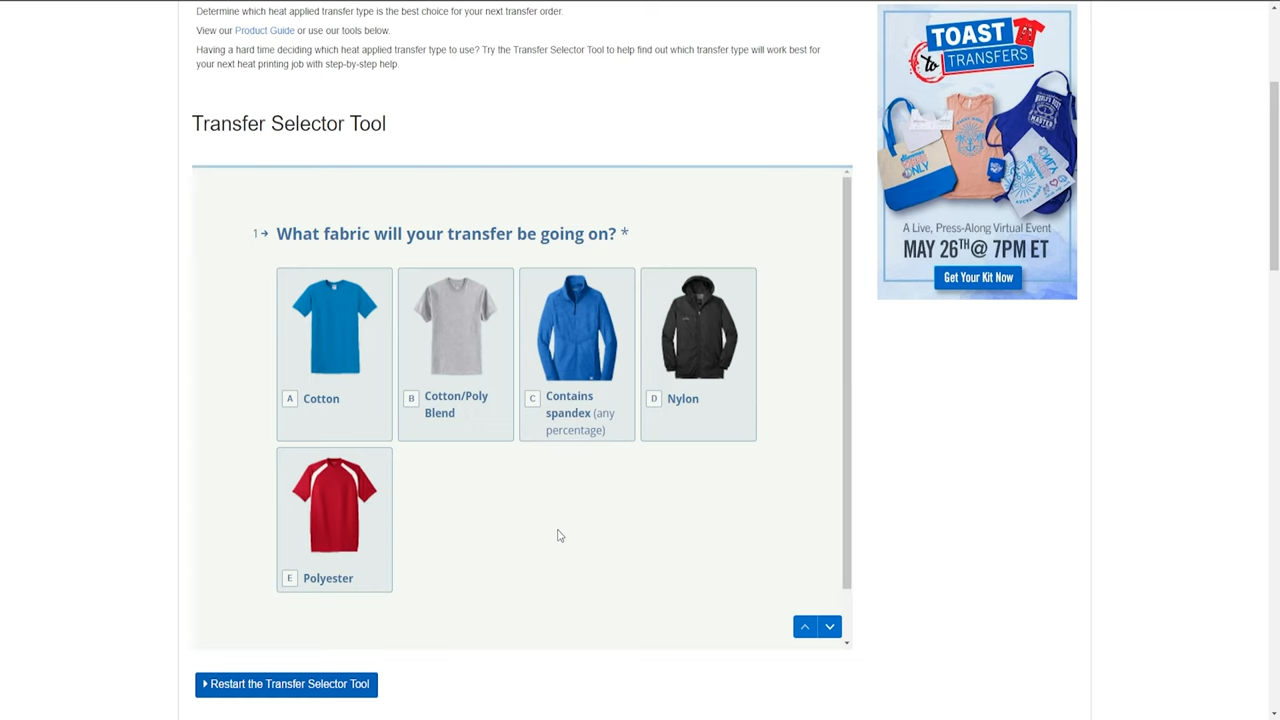 Determine which heat applied transfer type is the best choice for your next transfer order.
View our Product Guide or use our tools below.
Having a hard time deciding which heat applied transfer type to use? Try the Transfer Selector Tool to help find out which transfer type will work best for
your next heat printing job with step-by-step help.
Transfer Selector Tool
1→ What fabric will your transfer be going on? *
A Cotton
B Cotton/Poly
Blend
C Contains
spandex (any
percentage)
D Nylon
E Polyester
Restart the Transfer Selector Tool
TOAST
to TRANSFERS
A Live, Press-Along Virtual Event
MAY 26TH @ 7PM ET
Get Your Kit Now